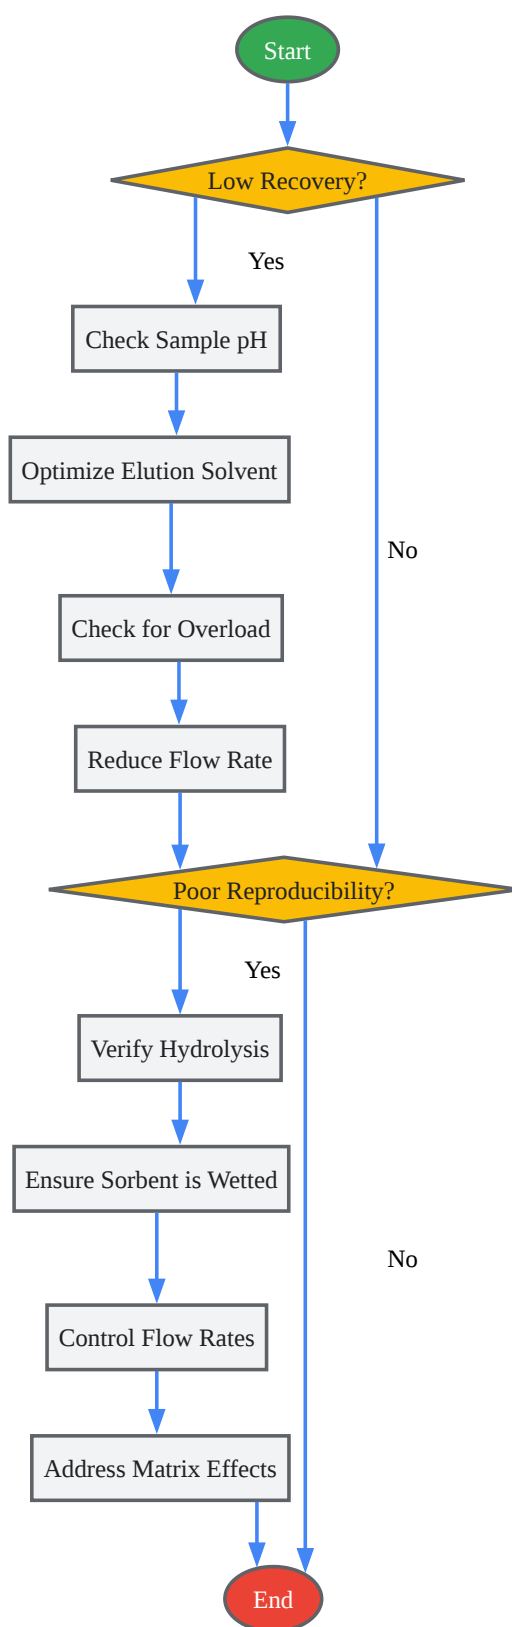 Start
Low Recovery?
Yes
Check Sample pH
Optimize Elution Solvent
No
Check for Overload
Reduce Flow Rate
Poor Reproducibility?
Yes
Verify Hydrolysis
Ensure Sorbent is Wetted
No
Control Flow Rates
Address Matrix Effects
End